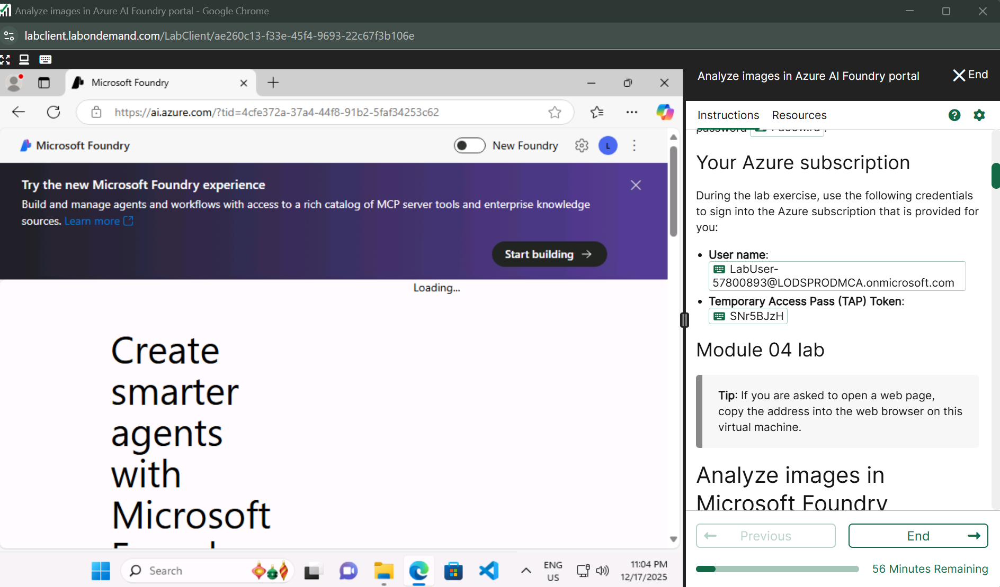 Analyze images in Azure AI Foundry portal - Google Chrome
labclient.labondemand.com/LabClient/ae260c13-f33e-45f4-9693-22c67f3b106e
Microsoft Foundry
https://ai.azure.com/?tid=4cfe372a-37a4-44f8-91b2-5faf34253c62
Microsoft Foundry
New Foundry
L
Try the new Microsoft Foundry experience
Build and manage agents and workflows with access to a rich catalog of MCP server tools and enterprise knowledge
sources. Learn more
Start building
Loading...
Create
smarter
agents
with
Microsoft
Search
ENG
US
11:04 PM
12/17/2025
Analyze images in Azure AI Foundry portal
End
Instructions
Resources
Your Azure subscription
During the lab exercise, use the following credentials
to sign into the Azure subscription that is provided for
you:
• User name:
LabUser-
57800893@LODSPRODMCA.onmicrosoft.com
• Temporary Access Pass (TAP) Token:
SNr5BJzH
Module 04 lab
Tip: If you are asked to open a web page,
copy the address into the web browser on this
virtual machine.
Analyze images in
Microsoft Foundry
Previous
End
56 Minutes Remaining